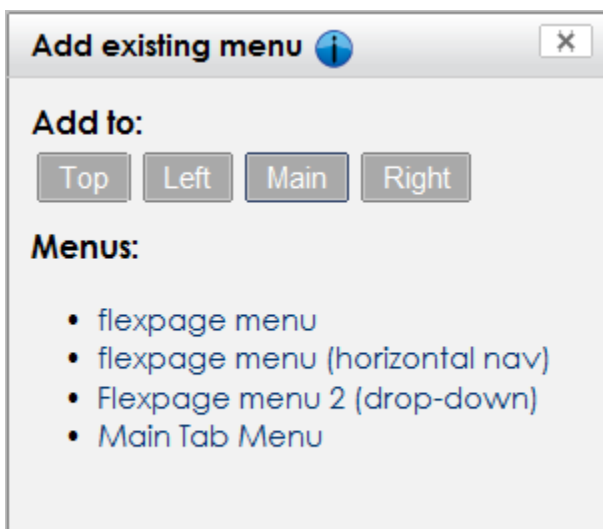 Add existing menu
Add to:
Top Left Main Right
Menus:
flexpage menu
flexpage menu (horizontal nav)
Flexpage menu 2 (drop-down)
Main Tab Menu